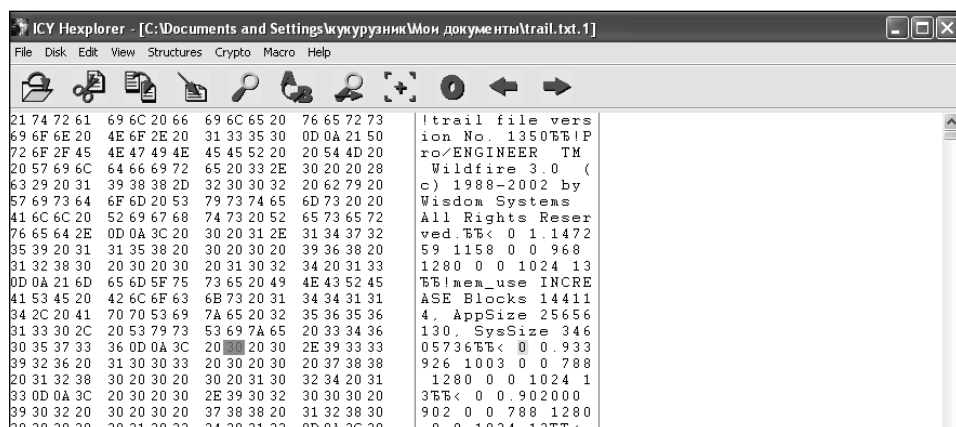 ICY Hexplorer - [C:\Documents and Settings\кукурузник\Мои документы\trail.txt.1]
File Disk Edit View Structures Crypto Macro Help
21 74 72 61 69 6C 20 66 69 6C 65 20 76 65 72 73 !trail file vers
69 6F 6E 20 4E 6F 2E 20 31 33 35 30 0D 0A 21 50 ion No. 1350ЂЂ!P
72 6F 2F 45 4E 47 49 4E 45 45 52 20 20 54 4D 20 ro/ENGINEER  TM
20 57 69 6C 64 66 69 72 65 20 33 2E 30 20 20 28 Wildfire 3.0  (
63 29 20 31 39 38 38 2D 32 30 30 32 20 62 79 20 c) 1988-2002 by
57 69 73 64 6F 6D 20 53 79 73 74 65 6D 73 20 20 Wisdom Systems
41 6C 6C 20 52 69 67 68 74 73 20 52 65 73 65 72 All Rights Reser
76 65 64 2E 0D 0A 3C 20 30 20 31 2E 31 34 37 32 ved.ЂЂ< 0 1.1472
35 39 20 31 31 35 38 20 30 20 30 20 39 36 38 20 59 1158 0 0 968
31 32 38 30 20 30 20 30 20 31 30 32 34 20 31 33 1280 0 0 1024 13
0D 0A 21 6D 65 6D 5F 75 73 65 20 49 4E 43 52 45 ЂЂ!mem_use INCRE
41 53 45 20 42 6C 6F 63 6B 73 20 31 34 34 31 31 ASE Blocks 14411
34 2C 20 41 70 70 53 69 7A 65 20 32 35 36 35 36 4, AppSize 25656
31 33 30 2C 20 53 79 73 53 69 7A 65 20 33 34 36 130, SysSize 346
30 35 37 33 36 0D 0A 3C 20 30 20 30 2E 39 33 33 05736ЂЂ< 0 0.933
39 32 36 20 31 30 30 33 20 30 20 30 20 37 38 38 926 1003 0 0 788
20 31 32 38 30 20 30 20 30 20 31 30 32 34 20 31 1280 0 0 1024 1
33 0D 0A 3C 20 30 20 30 2E 39 30 32 30 30 30 20 3ЂЂ< 0 0.902000
39 30 32 20 30 20 30 20 37 38 38 20 31 32 38 30 902 0 0 788 1280